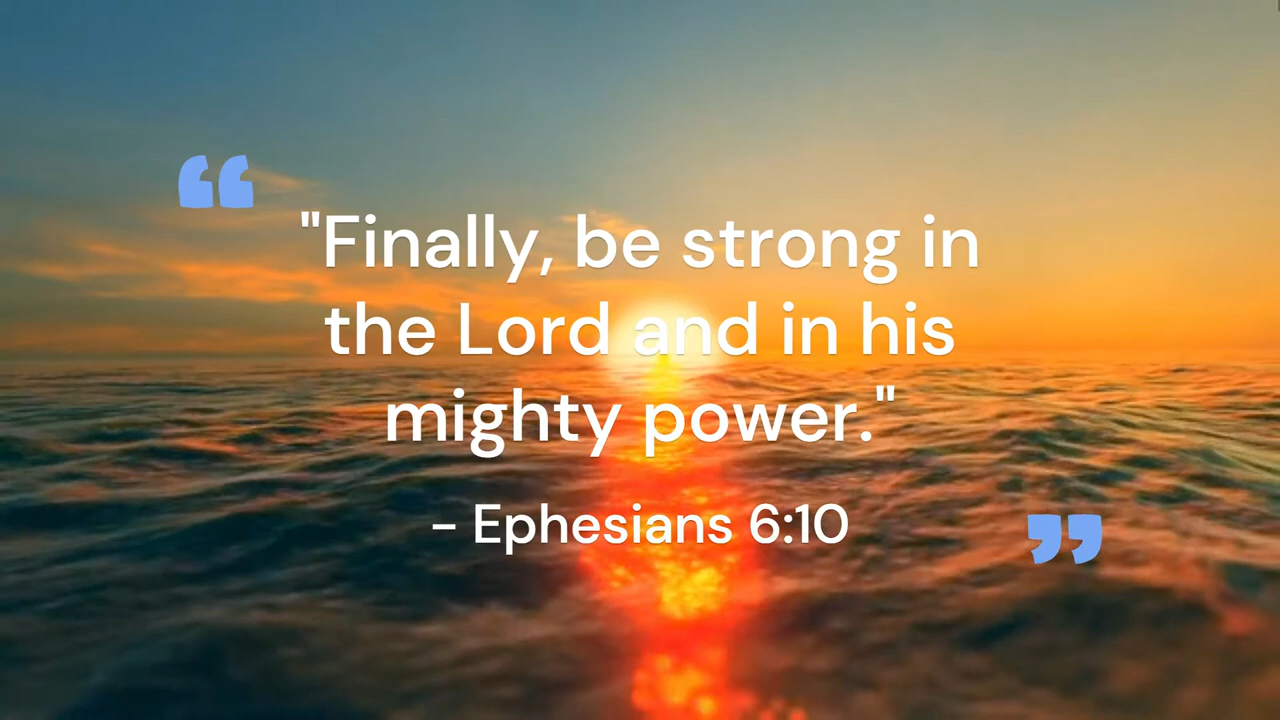 "Finally, be strong in
the Lord and in his
mighty power."
- Ephesians 6:10